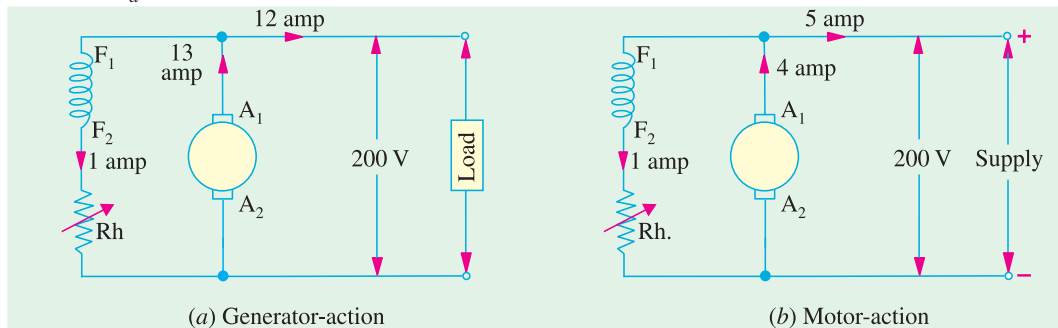 a
12 amp
13
amp
F1
F2
1 amp
Rh
A1
A2
200 V
Load
(a) Generator-action
5 amp
+
4 amp
F1
F2
1 amp
Rh.
A1
A2
200 V
Supply
−
(b) Motor-action